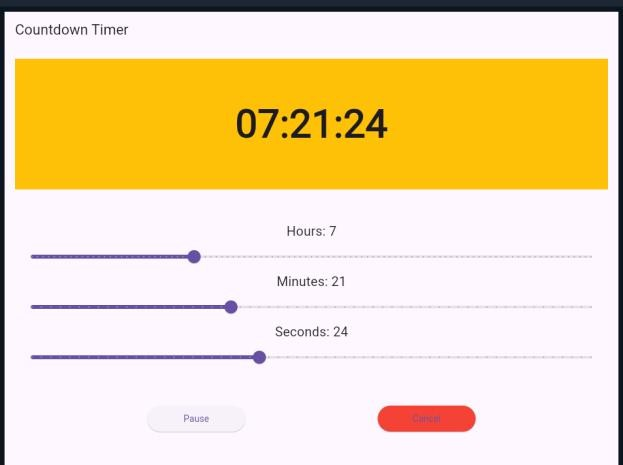 Countdown Timer
07:21:24
Hours: 7
Minutes: 21
Seconds: 24
Pause
Cancel